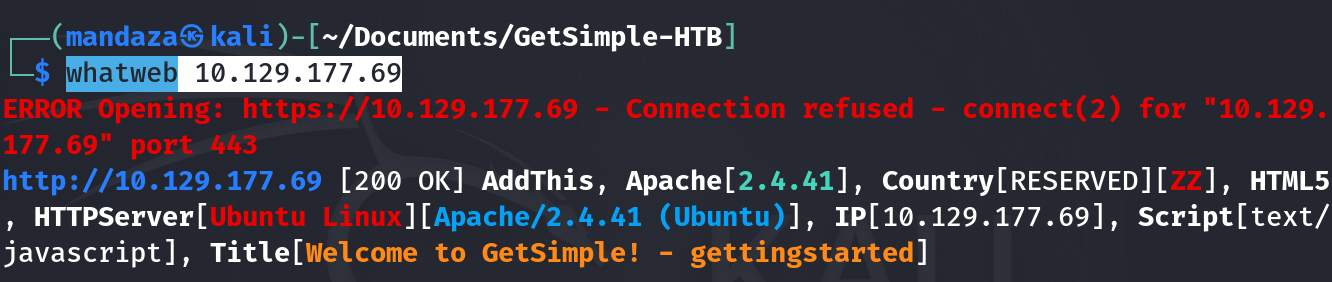 (mandaza㉿kali)-[~/Documents/GetSimple-HTB]
$ whatweb 10.129.177.69
ERROR Opening: https://10.129.177.69 - Connection refused - connect(2) for "10.129.
177.69" port 443
http://10.129.177.69 [200 OK] AddThis, Apache[2.4.41], Country[RESERVED][ZZ], HTML5
, HTTPServer[Ubuntu Linux][Apache/2.4.41 (Ubuntu)], IP[10.129.177.69], Script[text/
javascript], Title[Welcome to GetSimple! - gettingstarted]